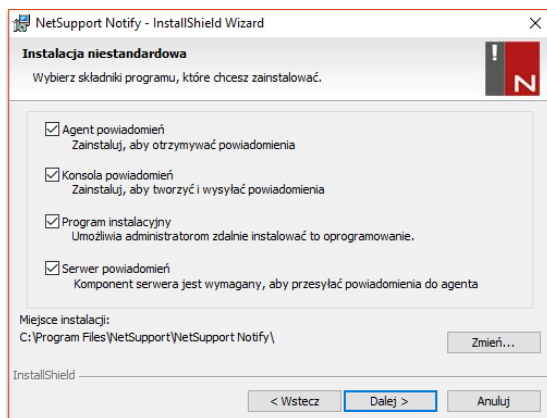 NetSupport Notify - InstallShield Wizard
Instalacja niestandardowa
Wybierz składniki programu, które chcesz zainstalować.
! N
Agent powiadomień
Zainstaluj, aby otrzymywać powiadomienia
Konsola powiadomień
Zainstaluj, aby tworzyć i wysyłać powiadomienia
Program instalacyjny
Umożliwia administratorom zdalnie instalować to oprogramowanie.
Serwer powiadomień
Komponent serwera jest wymagany, aby przesyłać powiadomienia do agenta
Miejsce instalacji:
C:\Program Files\NetSupport\NetSupport Notify\
Zmień...
InstallShield
< Wstecz Dalej > Anuluj